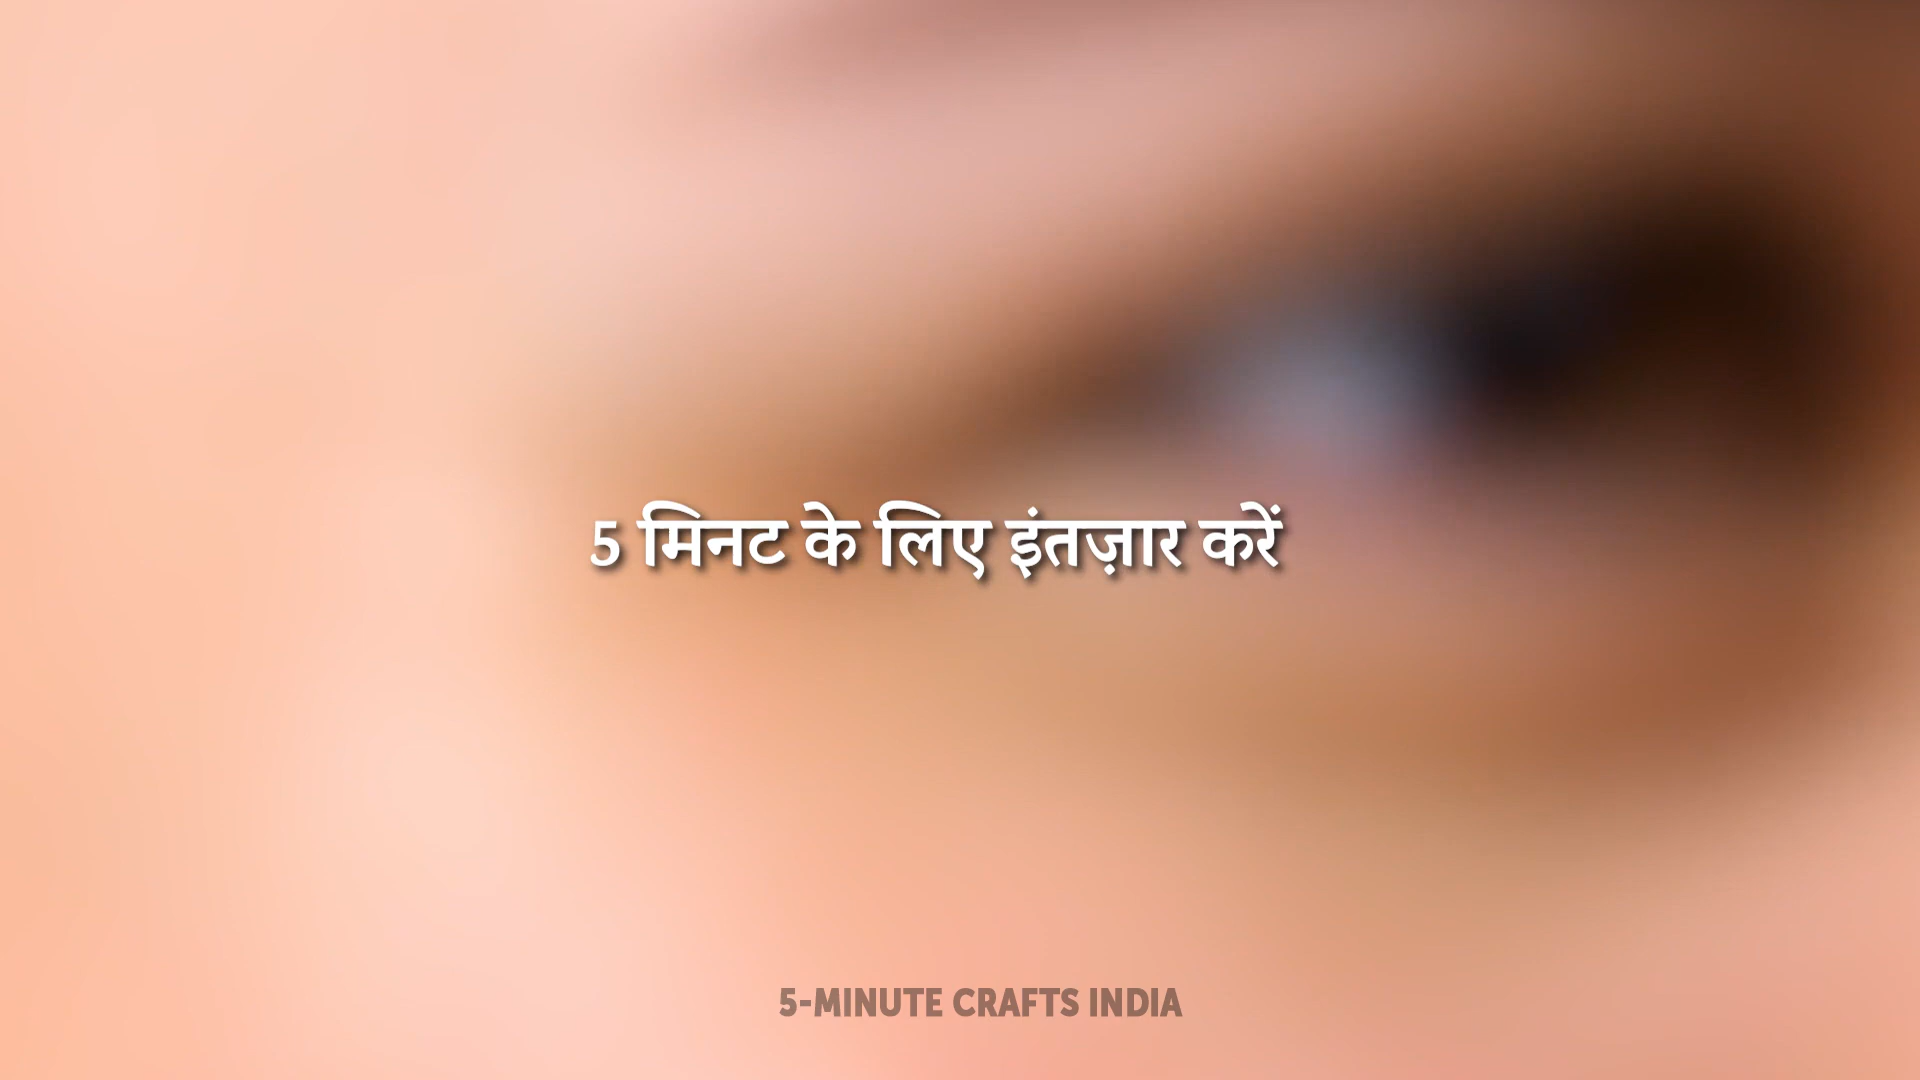 5 मिनट के लिए इंतज़ार करें
5-MINUTE CRAFTS INDIA